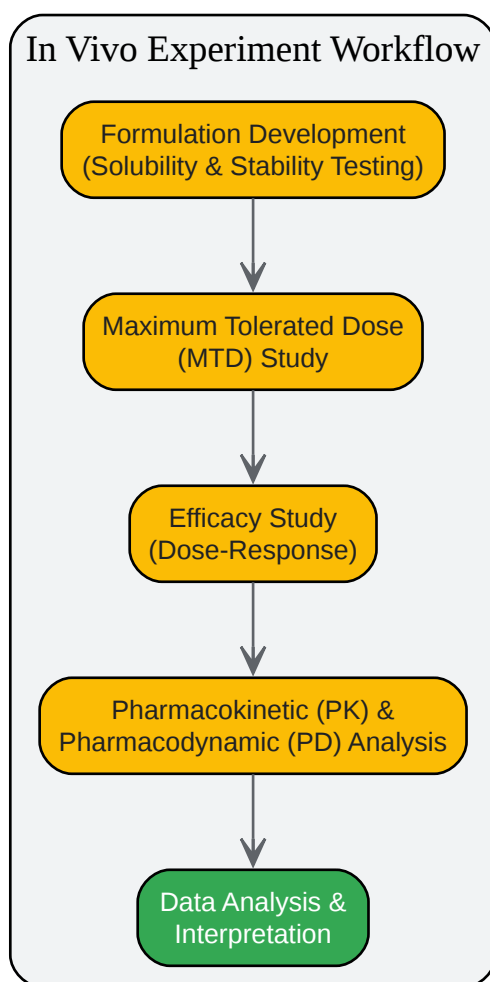 In Vivo Experiment Workflow
Formulation Development
(Solubility & Stability Testing)
Maximum Tolerated Dose
(MTD) Study
Efficacy Study
(Dose-Response)
Pharmacokinetic (PK) &
Pharmacodynamic (PD) Analysis
Data Analysis &
Interpretation